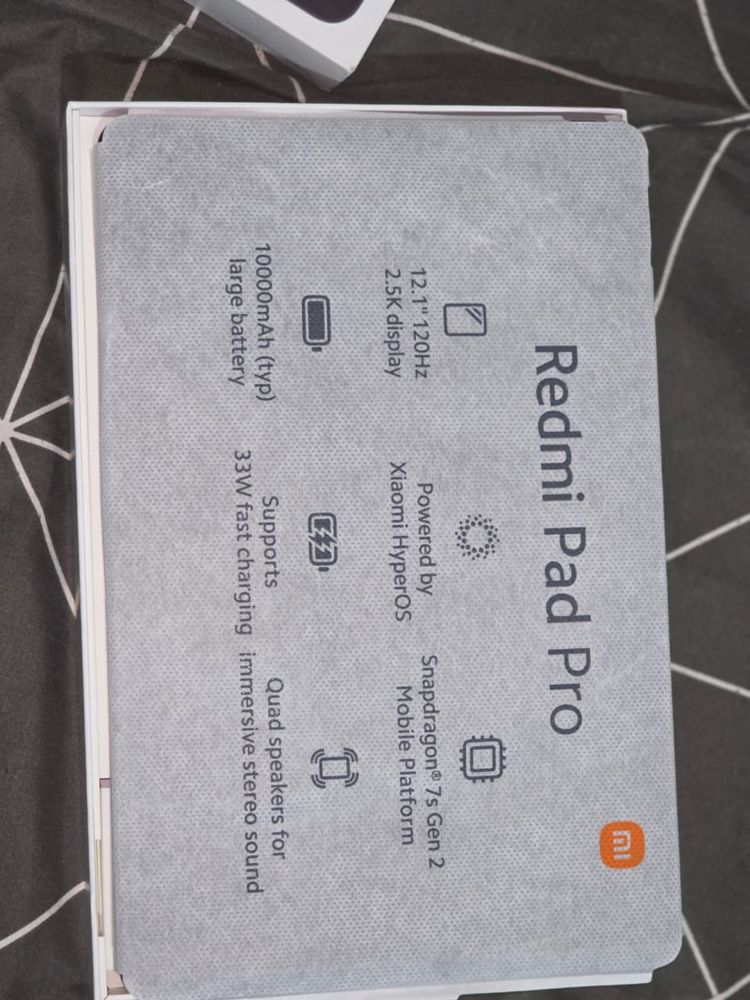 Redmi Pad Pro
12.1" 120Hz
2.5K display
Powered by
Xiaomi HyperOS
Snapdragon® 7s Gen 2
Mobile Platform
10000mAh (typ)
large battery
Supports
33W fast charging
Quad speakers for
immersive stereo sound
mi